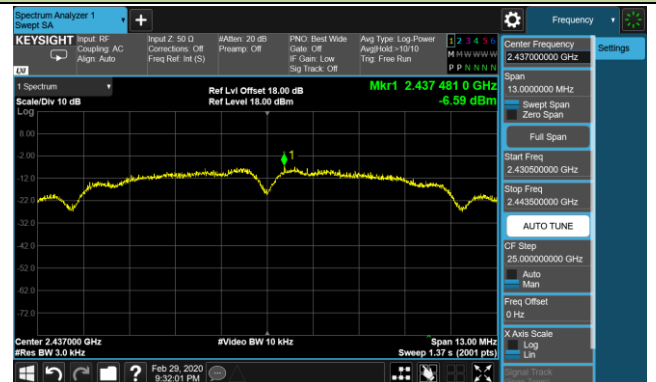 Spectrum Analyzer 1
Swept SA
Frequency
KEYSIGHT
Input: RF
Coupling: AC
Align: Auto
Input Z: 50 Ω
Corrections: Off
Freq Ref: Int (S)
#Atten: 20 dB
Preamp: Off
PNO: Best Wide
Gate: Off
IF Gain: Low
Sig Track: Off
Avg Type: Log-Power
Avg|Hold:>10/10
Trig: Free Run
1 2 3 4 5 6
M W W W W W
P P N N N N
LXI
1 Spectrum
Scale/Div 10 dB
Log
Ref Lvl Offset 18.00 dB
Ref Level 18.00 dBm
Mkr1 2.437 481 0 GHz
-6.59 dBm
8.00
-2.00
-12.0
-22.0
-32.0
-42.0
-52.0
-62.0
-72.0
1
Center 2.437000 GHz
#Res BW 3.0 kHz
#Video BW 10 kHz
Span 13.00 MHz
Sweep 1.37 s (2001 pts)
Feb 29, 2020
9:32:01 PM
Center Frequency
2.437000000 GHz
Settings
Span
13.0000000 MHz
Swept Span
Zero Span
Full Span
Start Freq
2.430500000 GHz
Stop Freq
2.443500000 GHz
AUTO TUNE
CF Step
25.000000000 GHz
Auto
Man
Freq Offset
0 Hz
X Axis Scale
Log
Lin
Signal Track